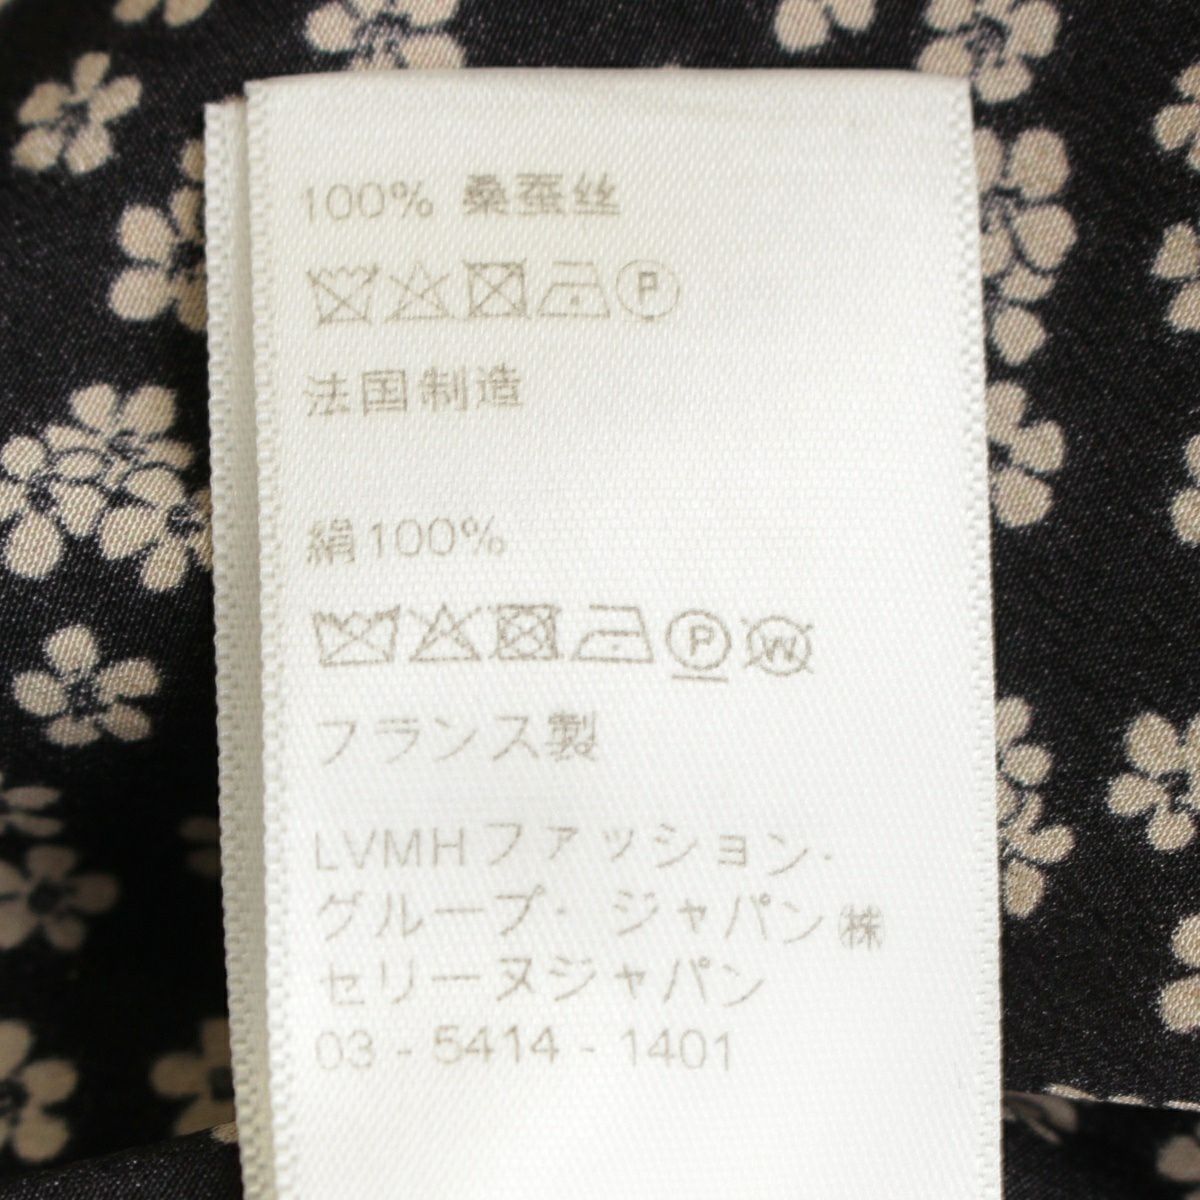 100% 桑蚕丝
P
法国制造
絹100%
P W
フランス製
LVMHファッション・
グループ・ ジャパン㈱
セリーヌジャパン
03 - 5414 - 1401